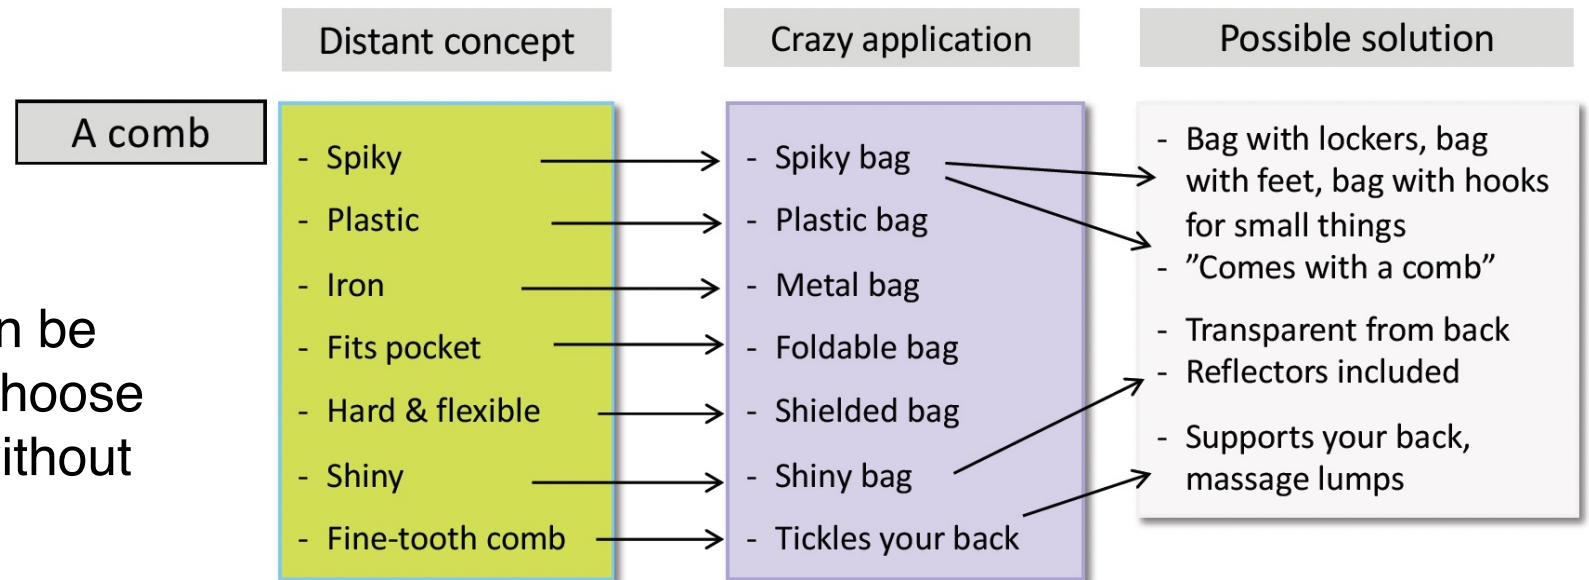 Distant concept
Crazy application
Possible solution
A comb
- Spiky
- Plastic
- Iron
- Fits pocket
- Hard & flexible
- Shiny
- Fine-tooth comb
- Spiky bag
- Plastic bag
- Metal bag
- Foldable bag
- Shielded bag
- Shiny bag
- Tickles your back
- Bag with lockers, bag
with feet, bag with hooks
for small things
- ”Comes with a comb”
- Transparent from back
- Reflectors included
- Supports your back,
massage lumps
be